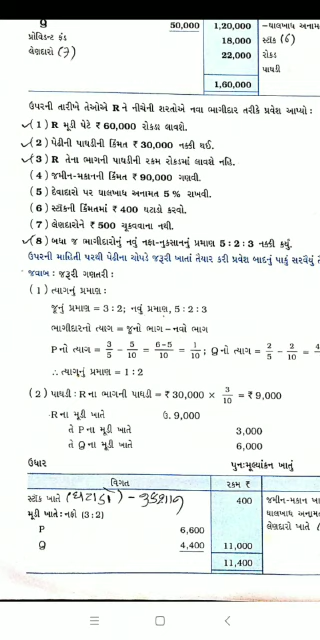 Q 50,000 1,20,000 –ઘાલખાધ અનામત
પ્રોવિડન્ટ ફંડ 18,000 સ્ટૉક (6)
લેણદારો (7) 22,000 રોકડ
પાઘડી
1,60,000
ઉપરની તારીખે તેઓએ R ને નીચેની શરતોએ નવા ભાગીદાર તરીકે પ્રવેશ આપ્યો :
✓(1) R મૂડી પેટે ₹ 60,000 રોકડા લાવશે.
✓(2) પેઢીની પાઘડીની કિંમત ₹ 30,000 નક્કી થઈ.
✓(3) R તેના ભાગની પાઘડીની રકમ રોકડમાં લાવશે નહિ.
(4) જમીન-મકાનની કિંમત ₹ 90,000 ગણવી.
(5) દેવાદારો પર ઘાલખાધ અનામત 5 % રાખવી.
(6) સ્ટૉકની કિંમતમાં ₹ 400 ઘટાડો કરવો.
(7) લેણદારોને ₹ 500 ચૂકવવાના નથી.
✓(8) બધા જ ભાગીદારોનું નવું નફા-નુકસાનનું પ્રમાણ 5 : 2 : 3 નક્કી કર્યું.
ઉપરની માહિતી પરથી પેઢીના ચોપડે જરૂરી ખાતાં તૈયાર કરી પ્રવેશ બાદનું પાકું સરવૈયું તૈ
જવાબ : જરૂરી ગણતરી :
(1) ત્યાગનું પ્રમાણ :
જૂનું પ્રમાણ = 3 : 2; નવું પ્રમાણ, 5 : 2 : 3
ભાગીદારનો ત્યાગ = જૂનો ભાગ – નવો ભાગ
Pનો ત્યાગ = 3/5 – 5/10 = 6–5/10 = 1/10; Qનો ત્યાગ = 2/5 – 2/10 = 4
∴ ત્યાગનું પ્રમાણ = 1 : 2
(2) પાઘડી : R ના ભાગની પાઘડી = ₹ 30,000 × 3/10 = ₹ 9,000
R ના મૂડી ખાતે ઉ. 9,000
તે P ના મૂડી ખાતે 3,000
તે Q ના મૂડી ખાતે 6,000
ઉધાર પુનઃમૂલ્યાંકન ખાતું
વિગત રકમ ₹
સ્ટૉક ખાતે (ઘટાડો) – નુકશાન 400 જમીન-મકાન ખા
મૂડી ખાતે : નફો (3 : 2) ઘાલખાધ અનામ
P 6,600 લેણદારો ખાતે
Q 4,400 11,000
11,400